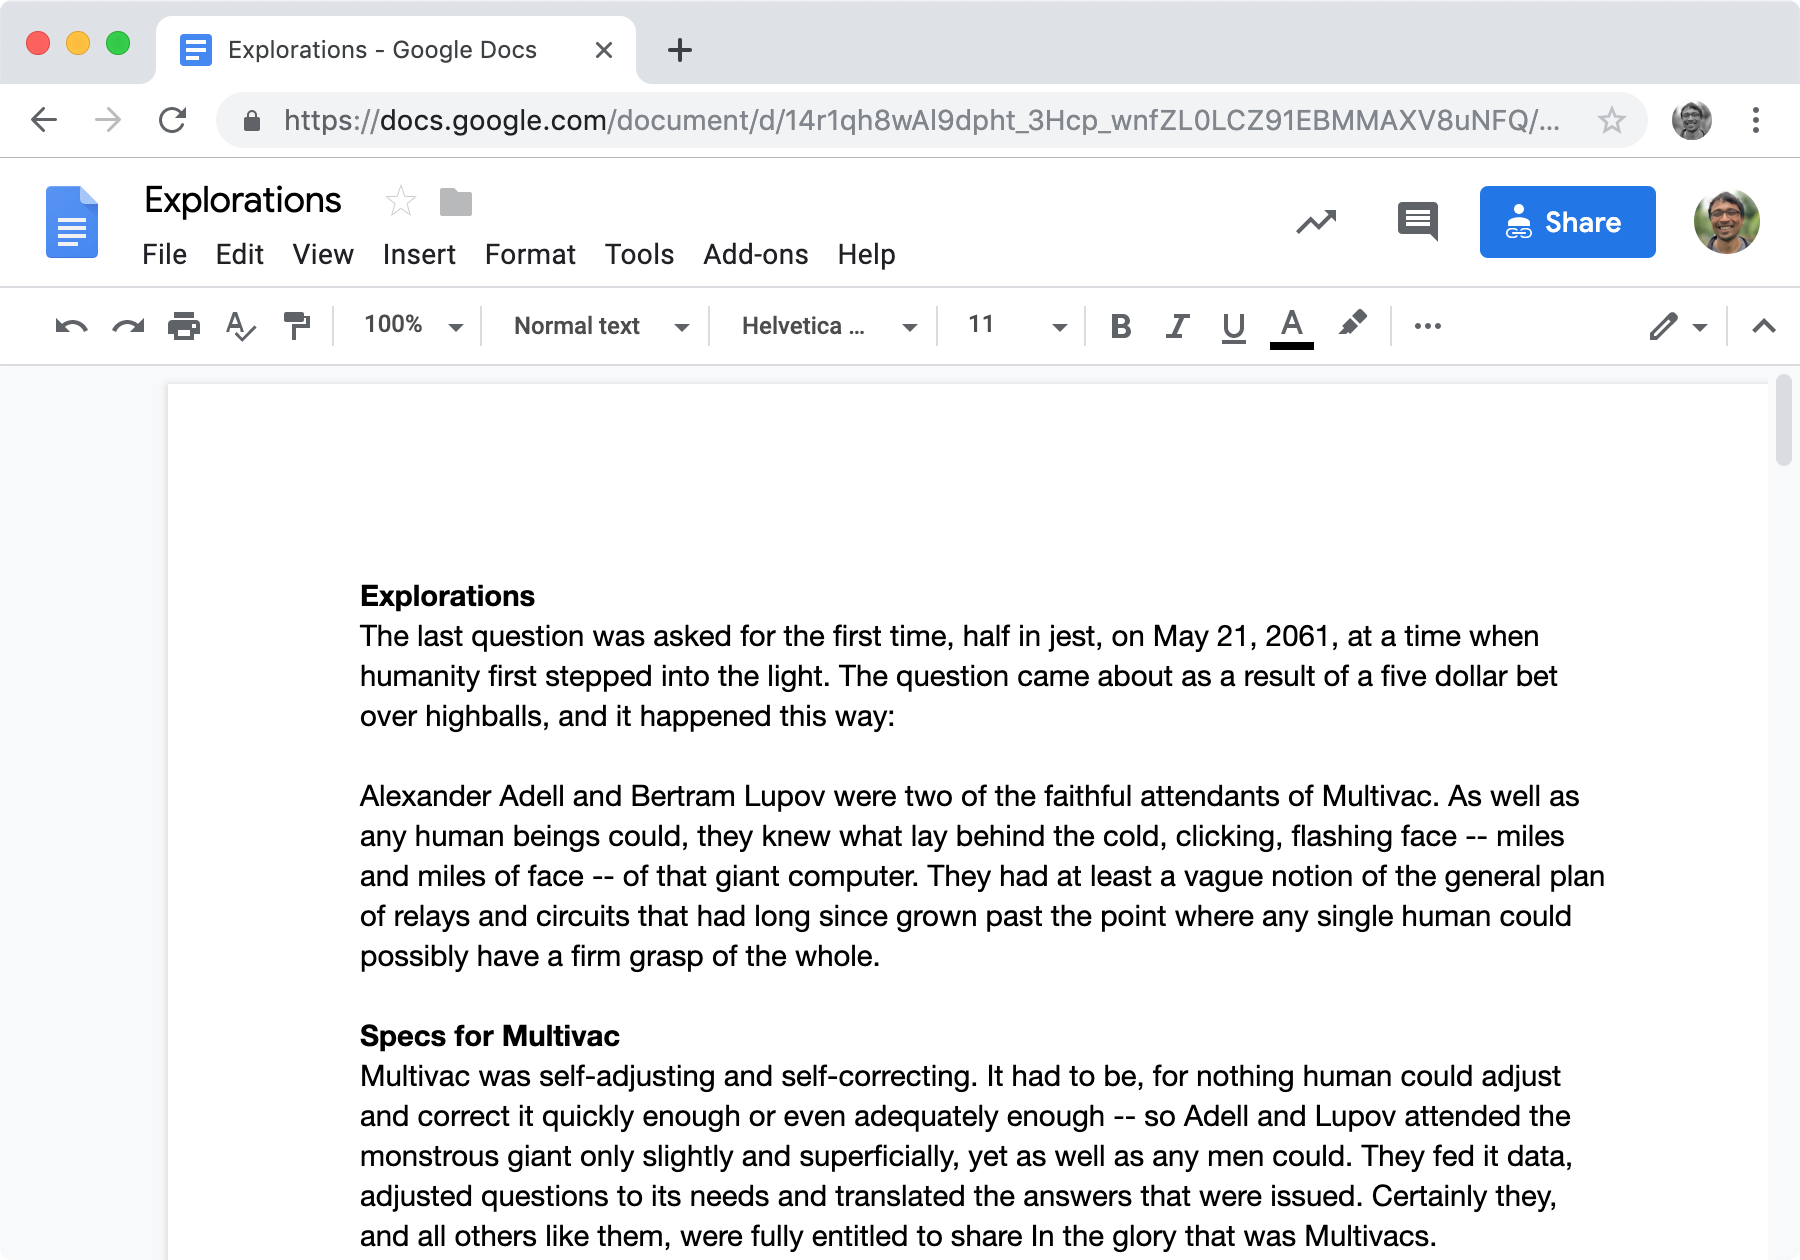 Explorations - Google Docs
https://docs.google.com/document/d/14r1qh8wAl9dpht_3Hcp_wnfZL0LCZ91EBMMAXV8uNFQ/...
Explorations
File Edit View Insert Format Tools Add-ons Help
Share
100% Normal text Helvetica ... 11 B I U A
Explorations
The last question was asked for the first time, half in jest, on May 21, 2061, at a time when
humanity first stepped into the light. The question came about as a result of a five dollar bet
over highballs, and it happened this way:
Alexander Adell and Bertram Lupov were two of the faithful attendants of Multivac. As well as
any human beings could, they knew what lay behind the cold, clicking, flashing face -- miles
and miles of face -- of that giant computer. They had at least a vague notion of the general plan
of relays and circuits that had long since grown past the point where any single human could
possibly have a firm grasp of the whole.
Specs for Multivac
Multivac was self-adjusting and self-correcting. It had to be, for nothing human could adjust
and correct it quickly enough or even adequately enough -- so Adell and Lupov attended the
monstrous giant only slightly and superficially, yet as well as any men could. They fed it data,
adjusted questions to its needs and translated the answers that were issued. Certainly they,
and all others like them, were fully entitled to share In the glory that was Multivacs.